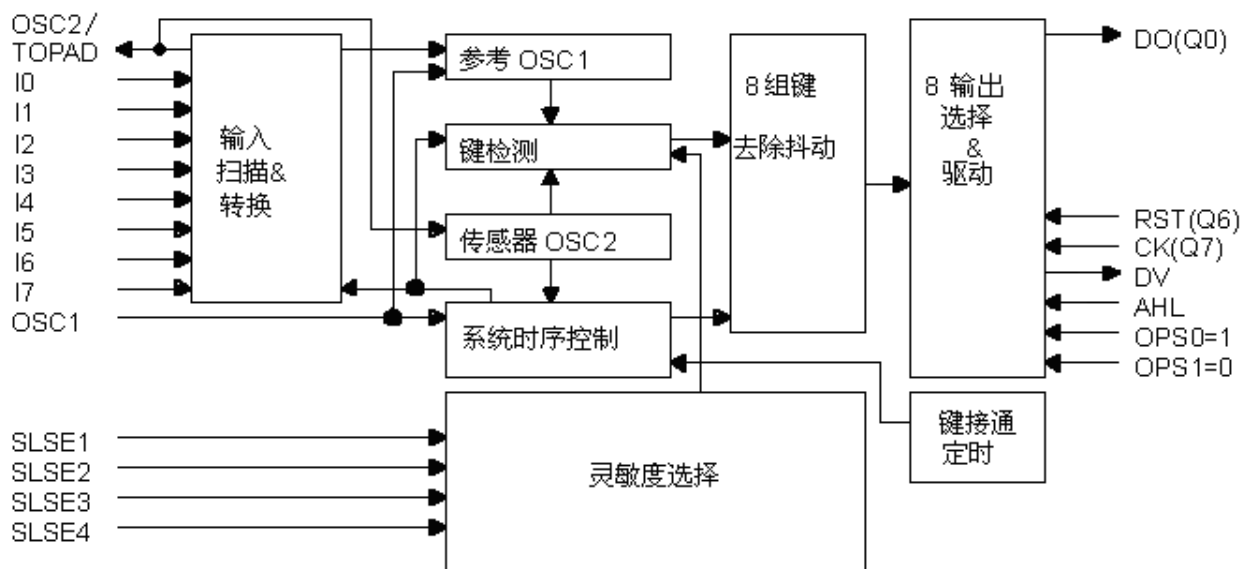 OSC2/
TOPAD
I0
I1
I2
I3
I4
I5
I6
I7
OSC1
SLSE1
SLSE2
SLSE3
SLSE4
输入
扫描&
转换
参考 OSC1
键检测
传感器 OSC2
系统时序控制
灵敏度选择
8 组键
去除抖动
8 输出
选择
&
驱动
键接通
定时
DO(Q0)
RST(Q6)
CK(Q7)
DV
AHL
OPS0=1
OPS1=0